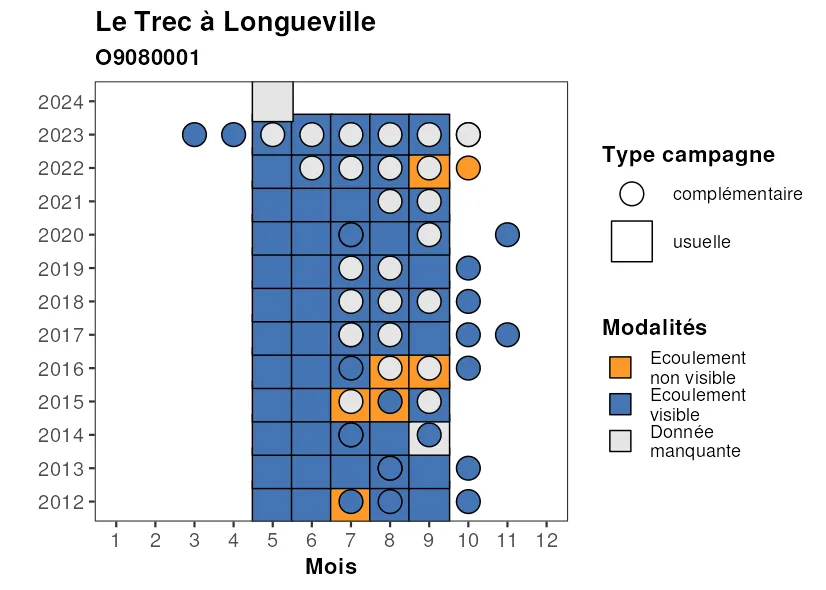 Le Trec à Longueville
O9080001
2024
2023
2022
2021
2020
2019
2018
2017
2016
2015
2014
2013
2012
1 2 3 4 5 6 7 8 9 10 11 12
Mois
Type campagne
complémentaire
usuelle
Modalités
Ecoulement
non visible
Ecoulement
visible
Donnée
manquante